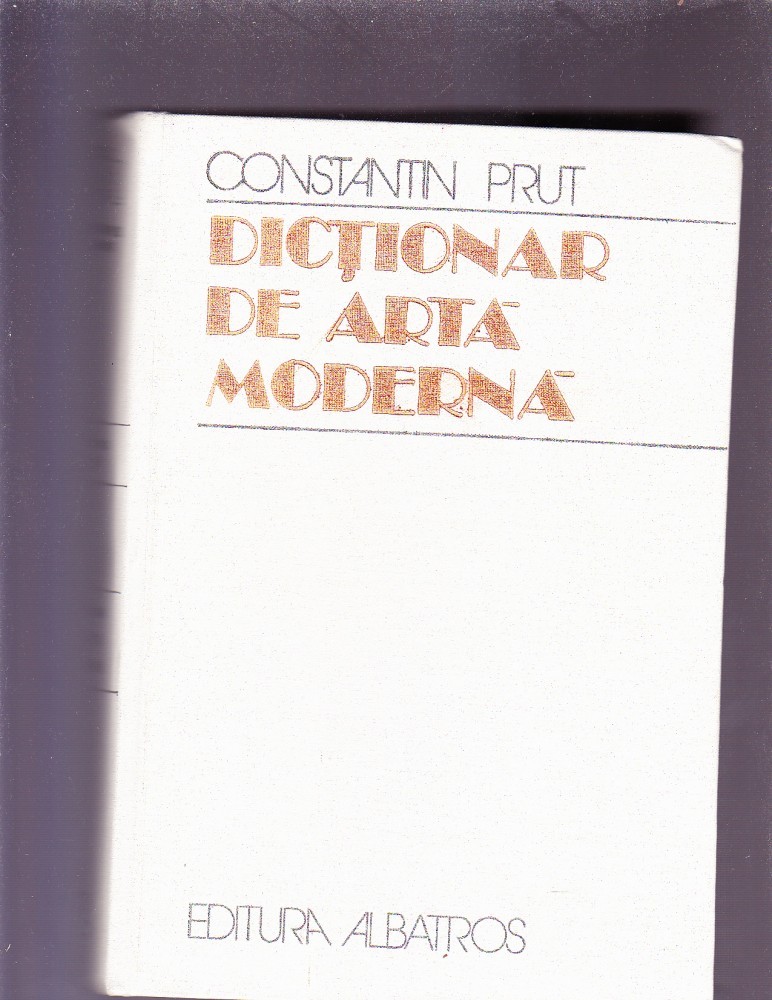 CONSTANTIN PRUT
DICȚIONAR
DE ARTĂ
MODERNĂ
EDITURA ALBATROS